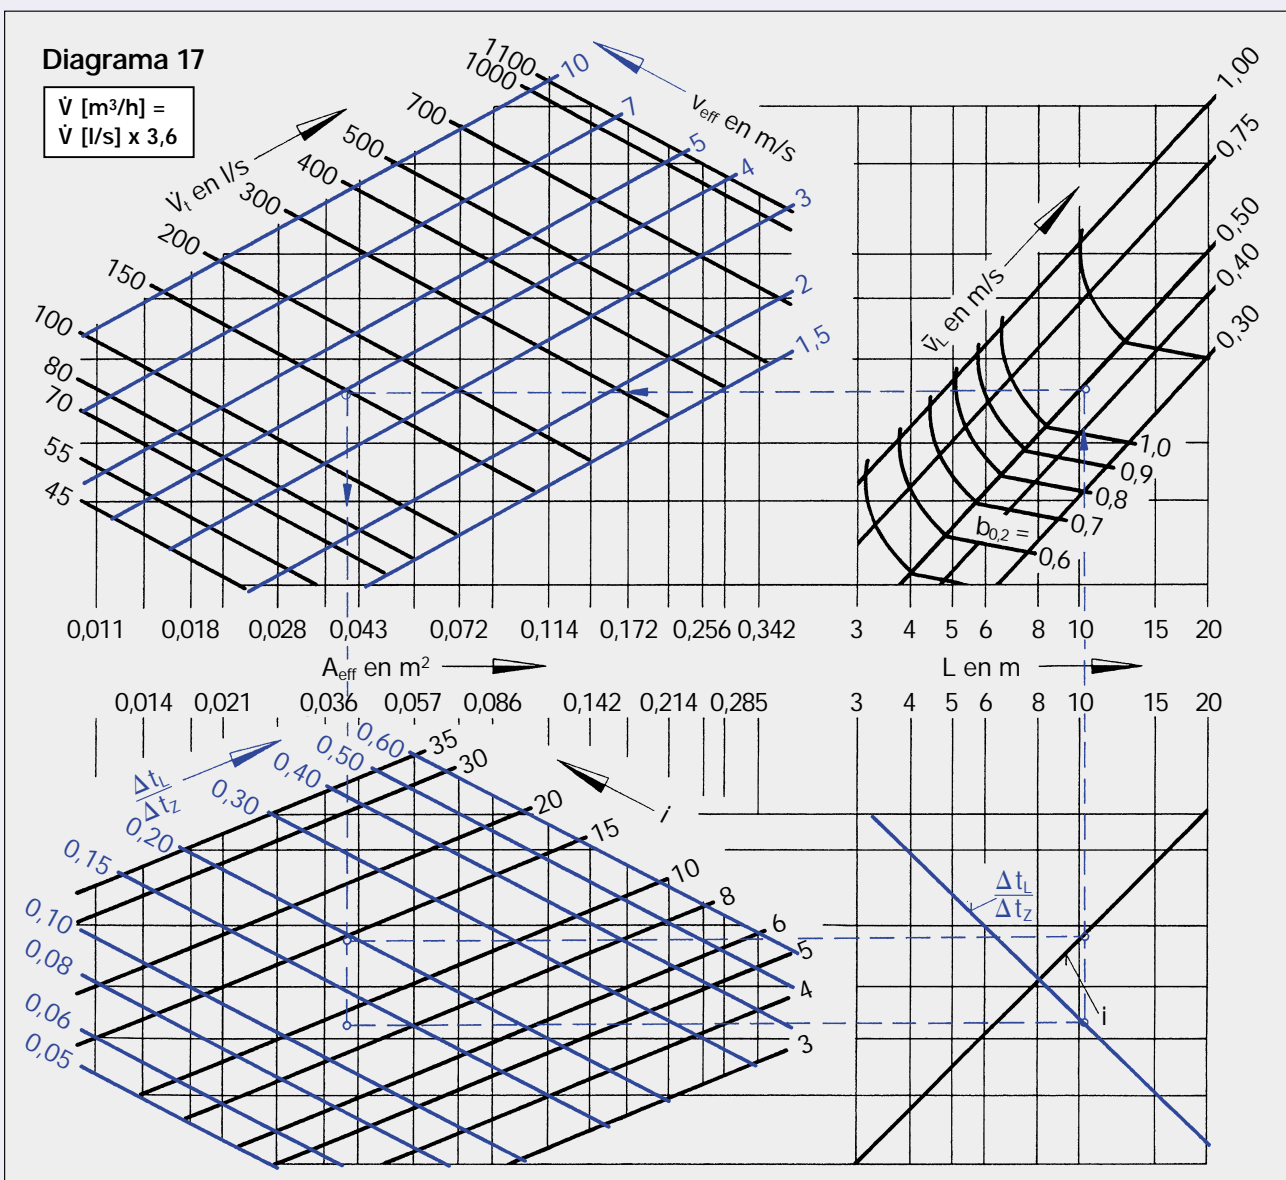 Diagrama 17
V̇ [m³/h] =
V̇ [l/s] x 3,6
V̇t en l/s
1100
1000
700
500
400
300
200
150
100
80
70
55
45
10
7
5
4
3
2
1,5
veff en m/s
1,00
0,75
0,50
0,40
0,30
v̄L en m/s
1,0
0,9
0,8
0,7
b0,2 =
0,6
0,011 0,018 0,028 0,043 0,072 0,114 0,172 0,256 0,342
3 4 5 6 8 10 15 20
Aeff en m²
L en m
0,014 0,021 0,036 0,057 0,086 0,142 0,214 0,285
3 4 5 6 8 10 15 20
ΔtL
ΔtZ
0,60
0,50
0,40
0,30
0,20
0,15
0,10
0,08
0,06
0,05
35
30
20
15
10
8
6
5
4
3
i
ΔtL
ΔtZ
i